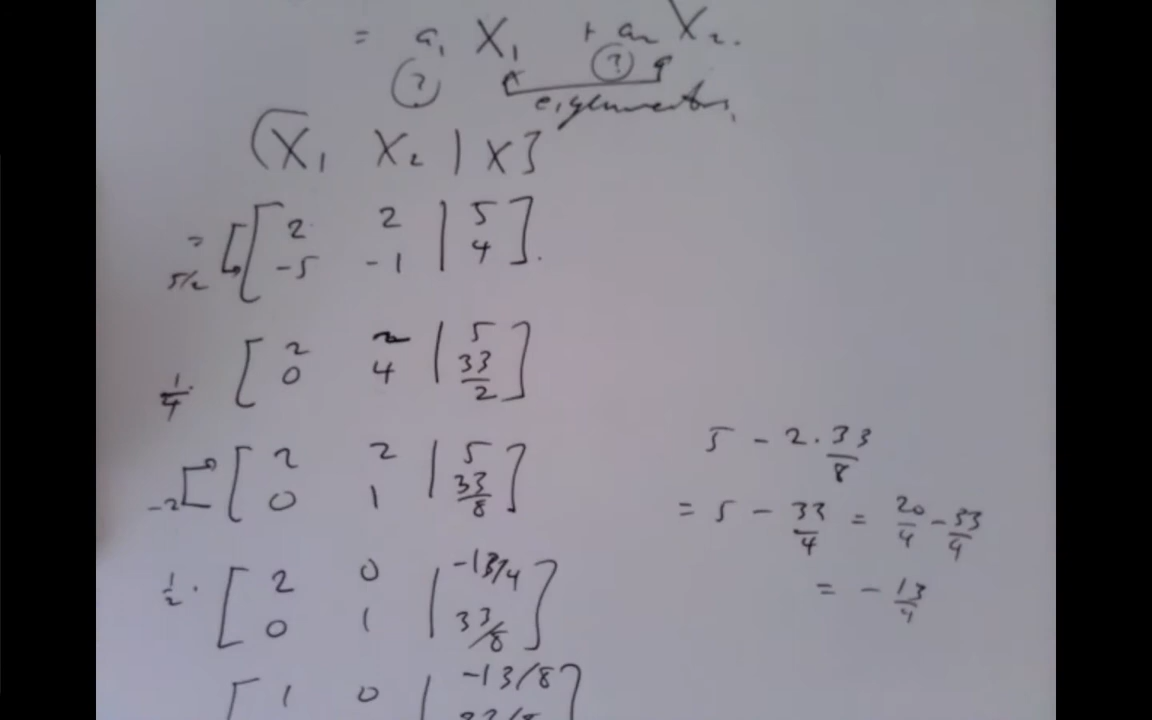 = a₁ X₁ + a₂ X₂.
? ?
eigenvectors,
[X₁ X₂ | X]
= [2 2 | 5
5/2 -5 -1 | 4].
[2 2 | 5
1/4 · 0 4 | 33/2]
[2 2 | 5
-2 0 1 | 33/8]
1/2 · [2 0 | -13/4
0 1 | 33/8]
[1 0 | -13/8]
5 - 2 · 33/8
= 5 - 33/4 = 20/4 - 33/4
= - 13/4